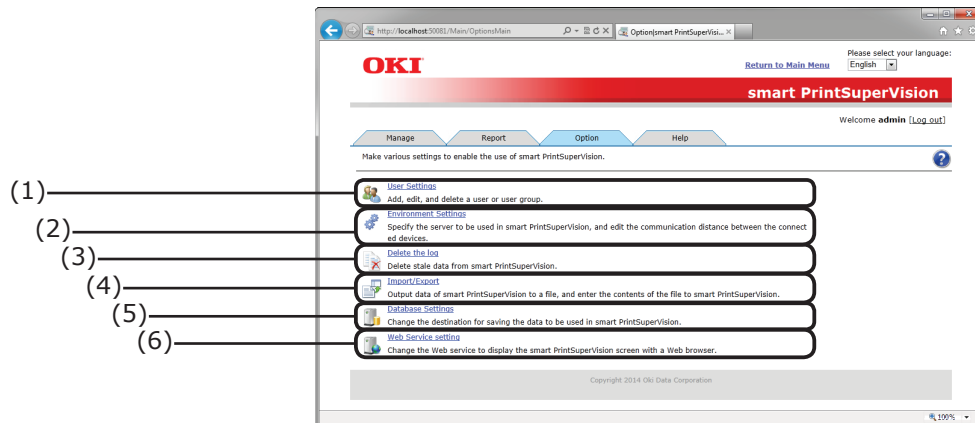 http://localhost:50081/Main/OptionsMain
Option|smart PrintSuperVisi...
OKI
Return to Main Menu
Please select your language:
English
smart PrintSuperVision
Welcome admin [Log out]
Manage Report Option Help
Make various settings to enable the use of smart PrintSuperVision.
(1)
User Settings
Add, edit, and delete a user or user group.
(2)
Environment Settings
Specify the server to be used in smart PrintSuperVision, and edit the communication distance between the connect
ed devices.
(3)
Delete the log
Delete stale data from smart PrintSuperVision.
(4)
Import/Export
Output data of smart PrintSuperVision to a file, and enter the contents of the file to smart PrintSuperVision.
(5)
Database Settings
Change the destination for saving the data to be used in smart PrintSuperVision.
(6)
Web Service setting
Change the Web service to display the smart PrintSuperVision screen with a Web browser.
Copyright 2014 Oki Data Corporation
100%